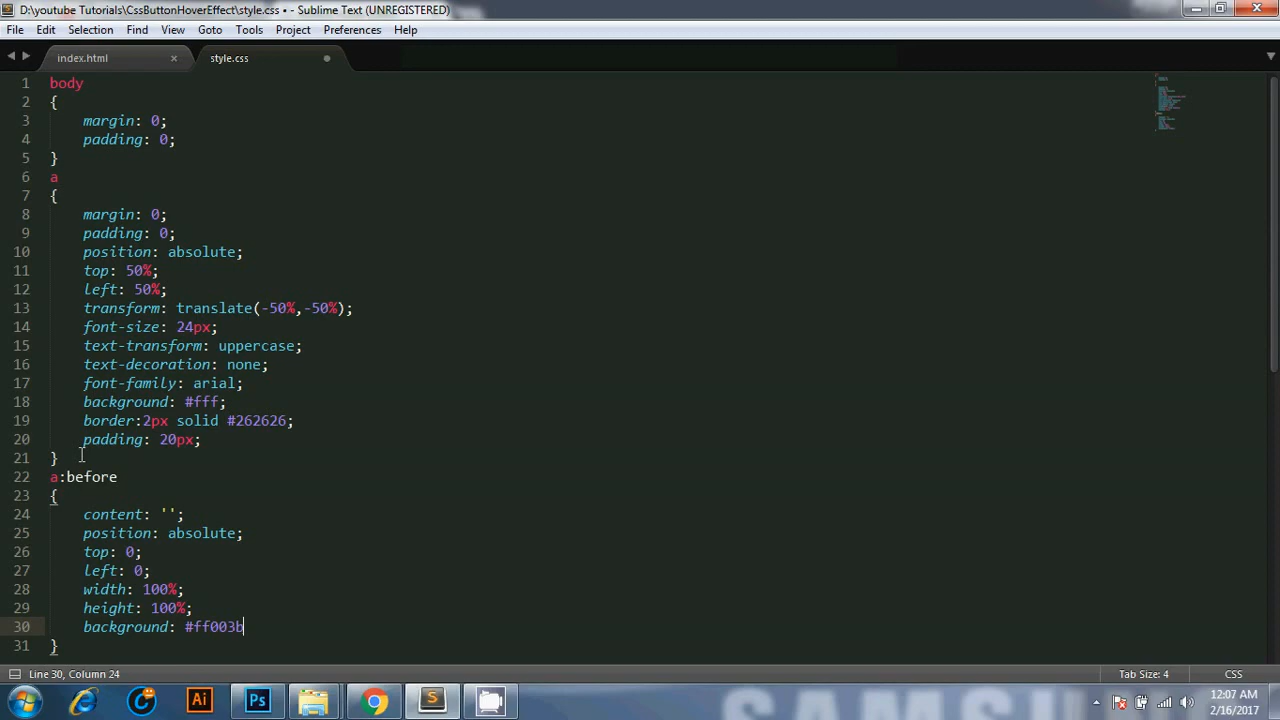 D:\youtube Tutorials\CssButtonHoverEffect\style.css • - Sublime Text (UNREGISTERED)
File Edit Selection Find View Goto Tools Project Preferences Help
index.html × style.css
1 body
2 {
3 margin: 0;
4 padding: 0;
5 }
6 a
7 {
8 margin: 0;
9 padding: 0;
10 position: absolute;
11 top: 50%;
12 left: 50%;
13 transform: translate(-50%,-50%);
14 font-size: 24px;
15 text-transform: uppercase;
16 text-decoration: none;
17 font-family: arial;
18 background: #fff;
19 border:2px solid #262626;
20 padding: 20px;
21 }
22 a:before
23 {
24 content: '';
25 position: absolute;
26 top: 0;
27 left: 0;
28 width: 100%;
29 height: 100%;
30 background: #ff003b
31 }
Line 30, Column 24 Tab Size: 4 CSS
Ai Ps S
12:07 AM
2/16/2017